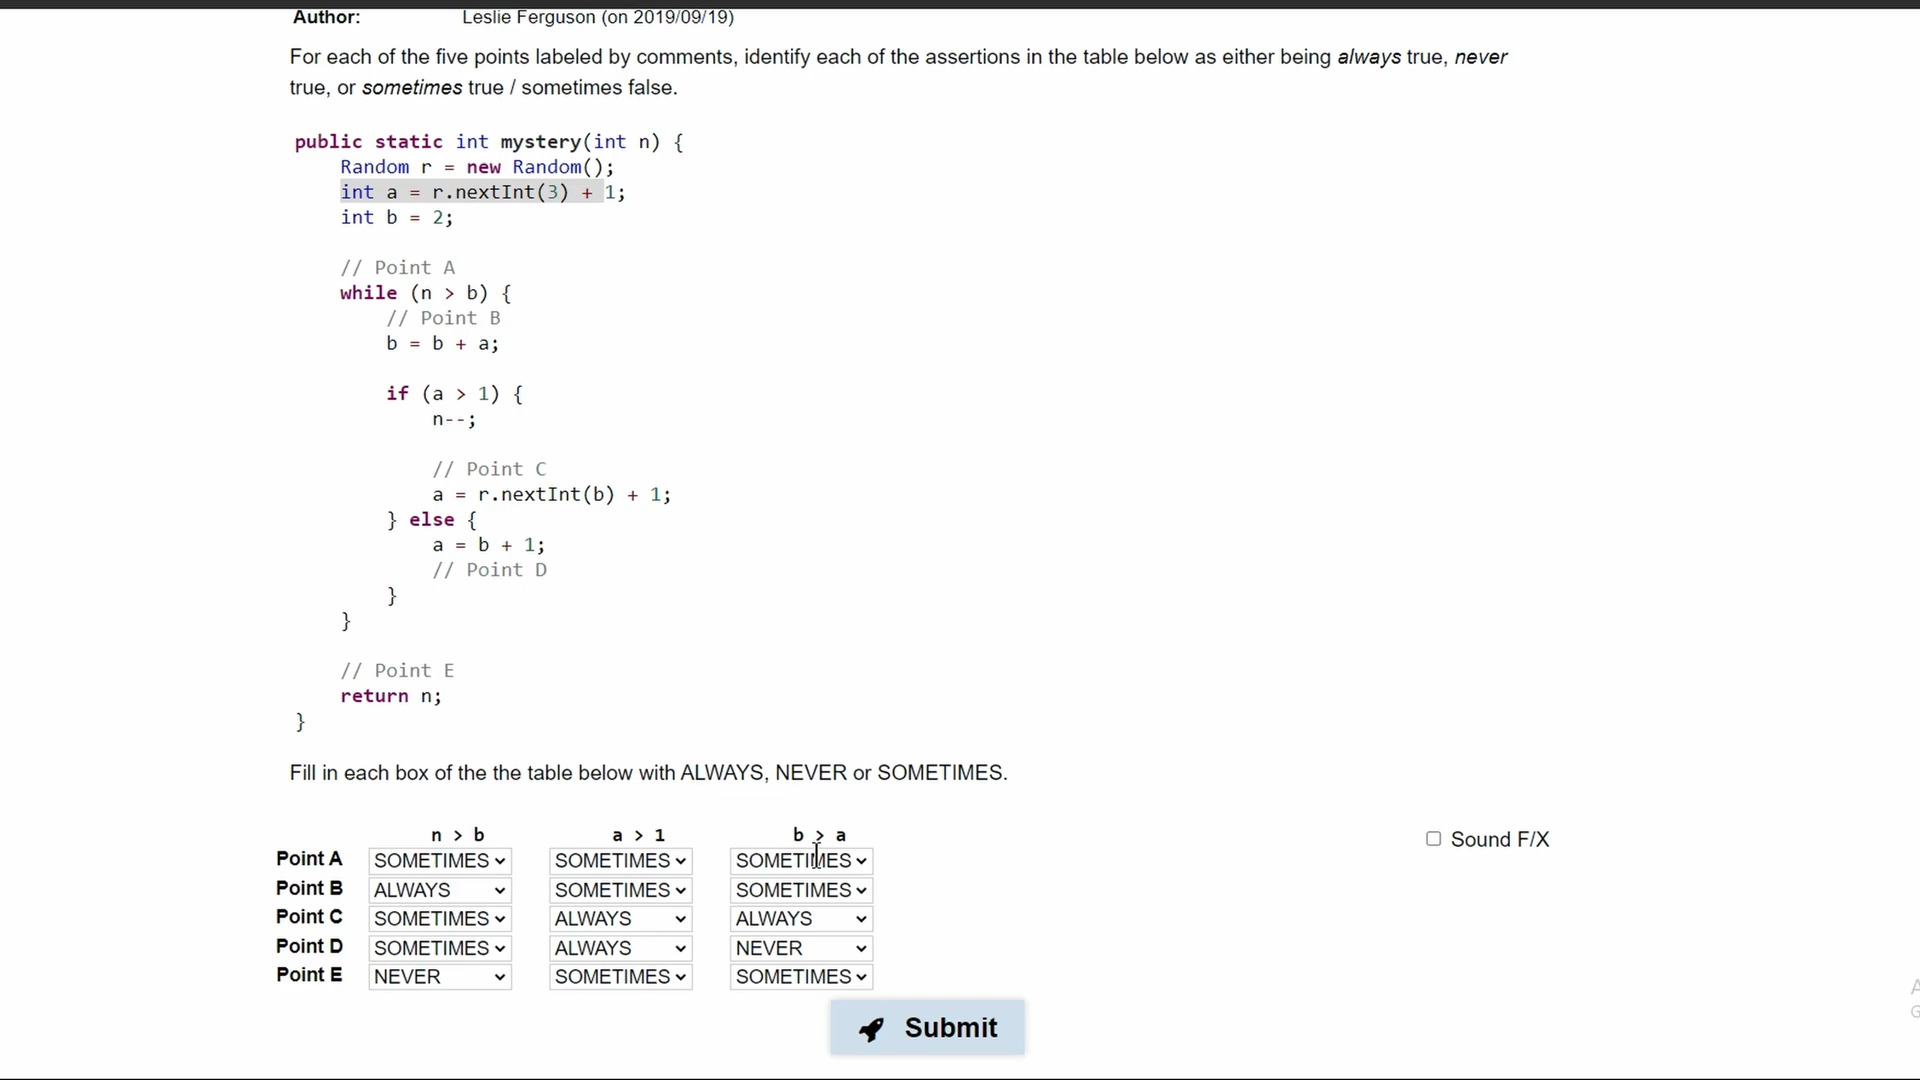 Author: Leslie Ferguson (on 2019/09/19)
For each of the five points labeled by comments, identify each of the assertions in the table below as either being always true, never
true, or sometimes true / sometimes false.
public static int mystery(int n) {
    Random r = new Random();
    int a = r.nextInt(3) + 1;
    int b = 2;
    // Point A
    while (n > b) {
        // Point B
        b = b + a;
        if (a > 1) {
            n--;
            // Point C
            a = r.nextInt(b) + 1;
        } else {
            a = b + 1;
            // Point D
        }
    }
    // Point E
    return n;
}
Fill in each box of the the table below with ALWAYS, NEVER or SOMETIMES.
n > b a > 1 b > a
Sound F/X
Point A SOMETIMES SOMETIMES SOMETIMES
Point B ALWAYS SOMETIMES SOMETIMES
Point C SOMETIMES ALWAYS ALWAYS
Point D SOMETIMES ALWAYS NEVER
Point E NEVER SOMETIMES SOMETIMES
Submit